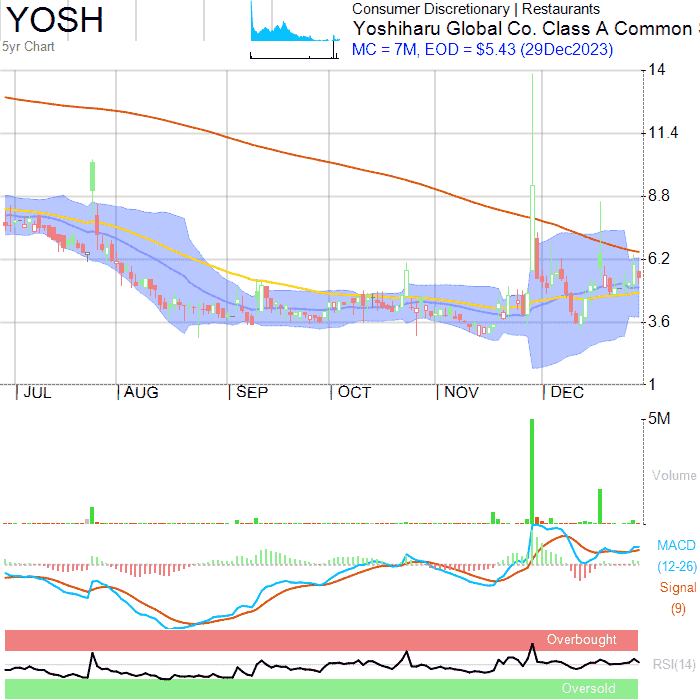 YOSH
5yr Chart
Consumer Discretionary | Restaurants
Yoshiharu Global Co. Class A Common
MC = 7M, EOD = $5.43 (29Dec2023)
14
11.4
8.8
6.2
3.6
1
JUL AUG SEP OCT NOV DEC
5M
Volume
MACD
(12-26)
Signal
(9)
Overbought
RSI(14)
Oversold